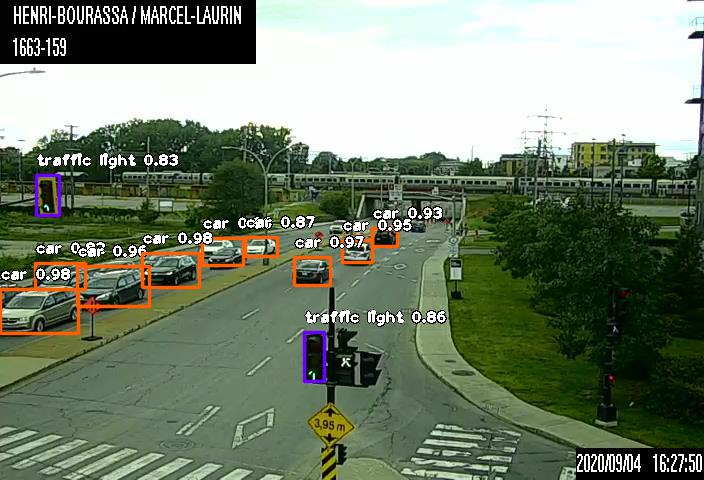 HENRI-BOURASSA / MARCEL-LAURIN
1663-159
traffic light 0.83
car 0.87
car 0.93
car 0.95
car 0.98
car 0.97
car 0.96
car 0.98
traffic light 0.86
3,95 m
2020/09/04 16:27:50